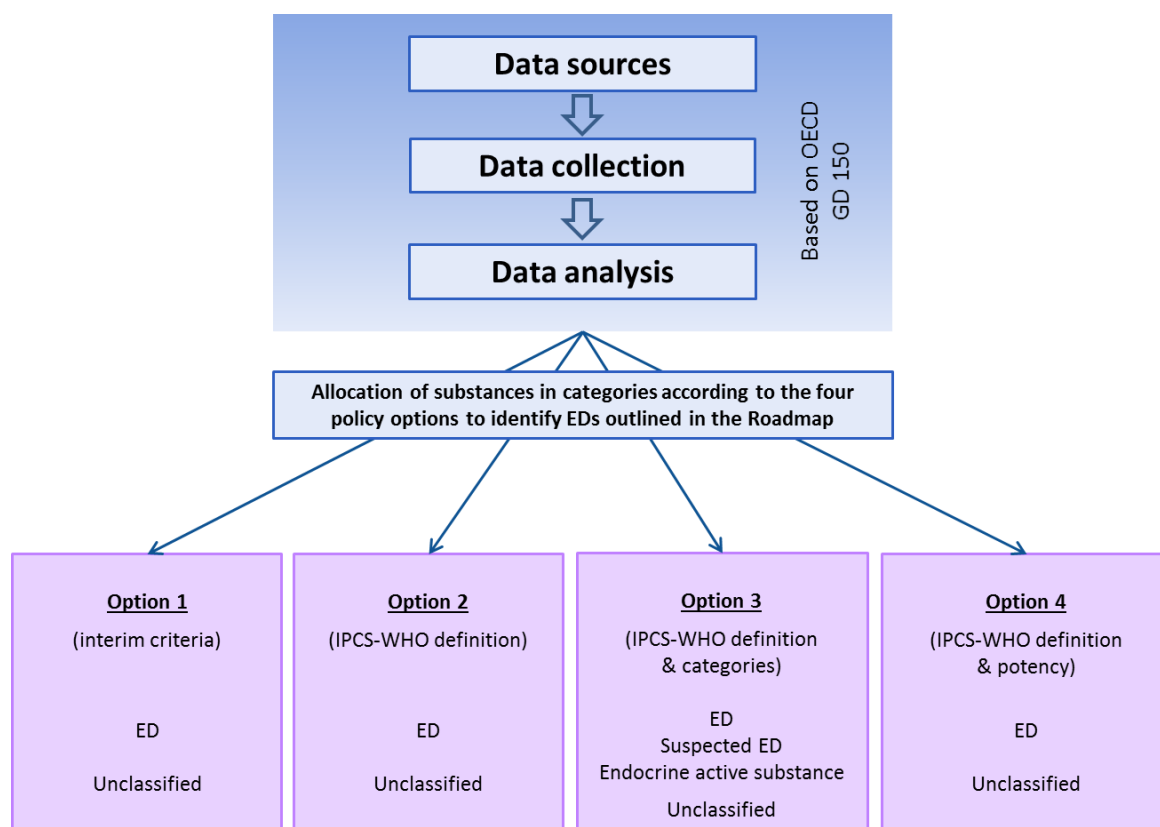 Data sources
Data collection
Data analysis
Based on OECD
GD 150
Allocation of substances in categories according to the four
policy options to identify EDs outlined in the Roadmap
Option 1
(interim criteria)
ED
Unclassified
Option 2
(IPCS-WHO definition)
ED
Unclassified
Option 3
(IPCS-WHO definition
& categories)
ED
Suspected ED
Endocrine active substance
Unclassified
Option 4
(IPCS-WHO definition
& potency)
ED
Unclassified